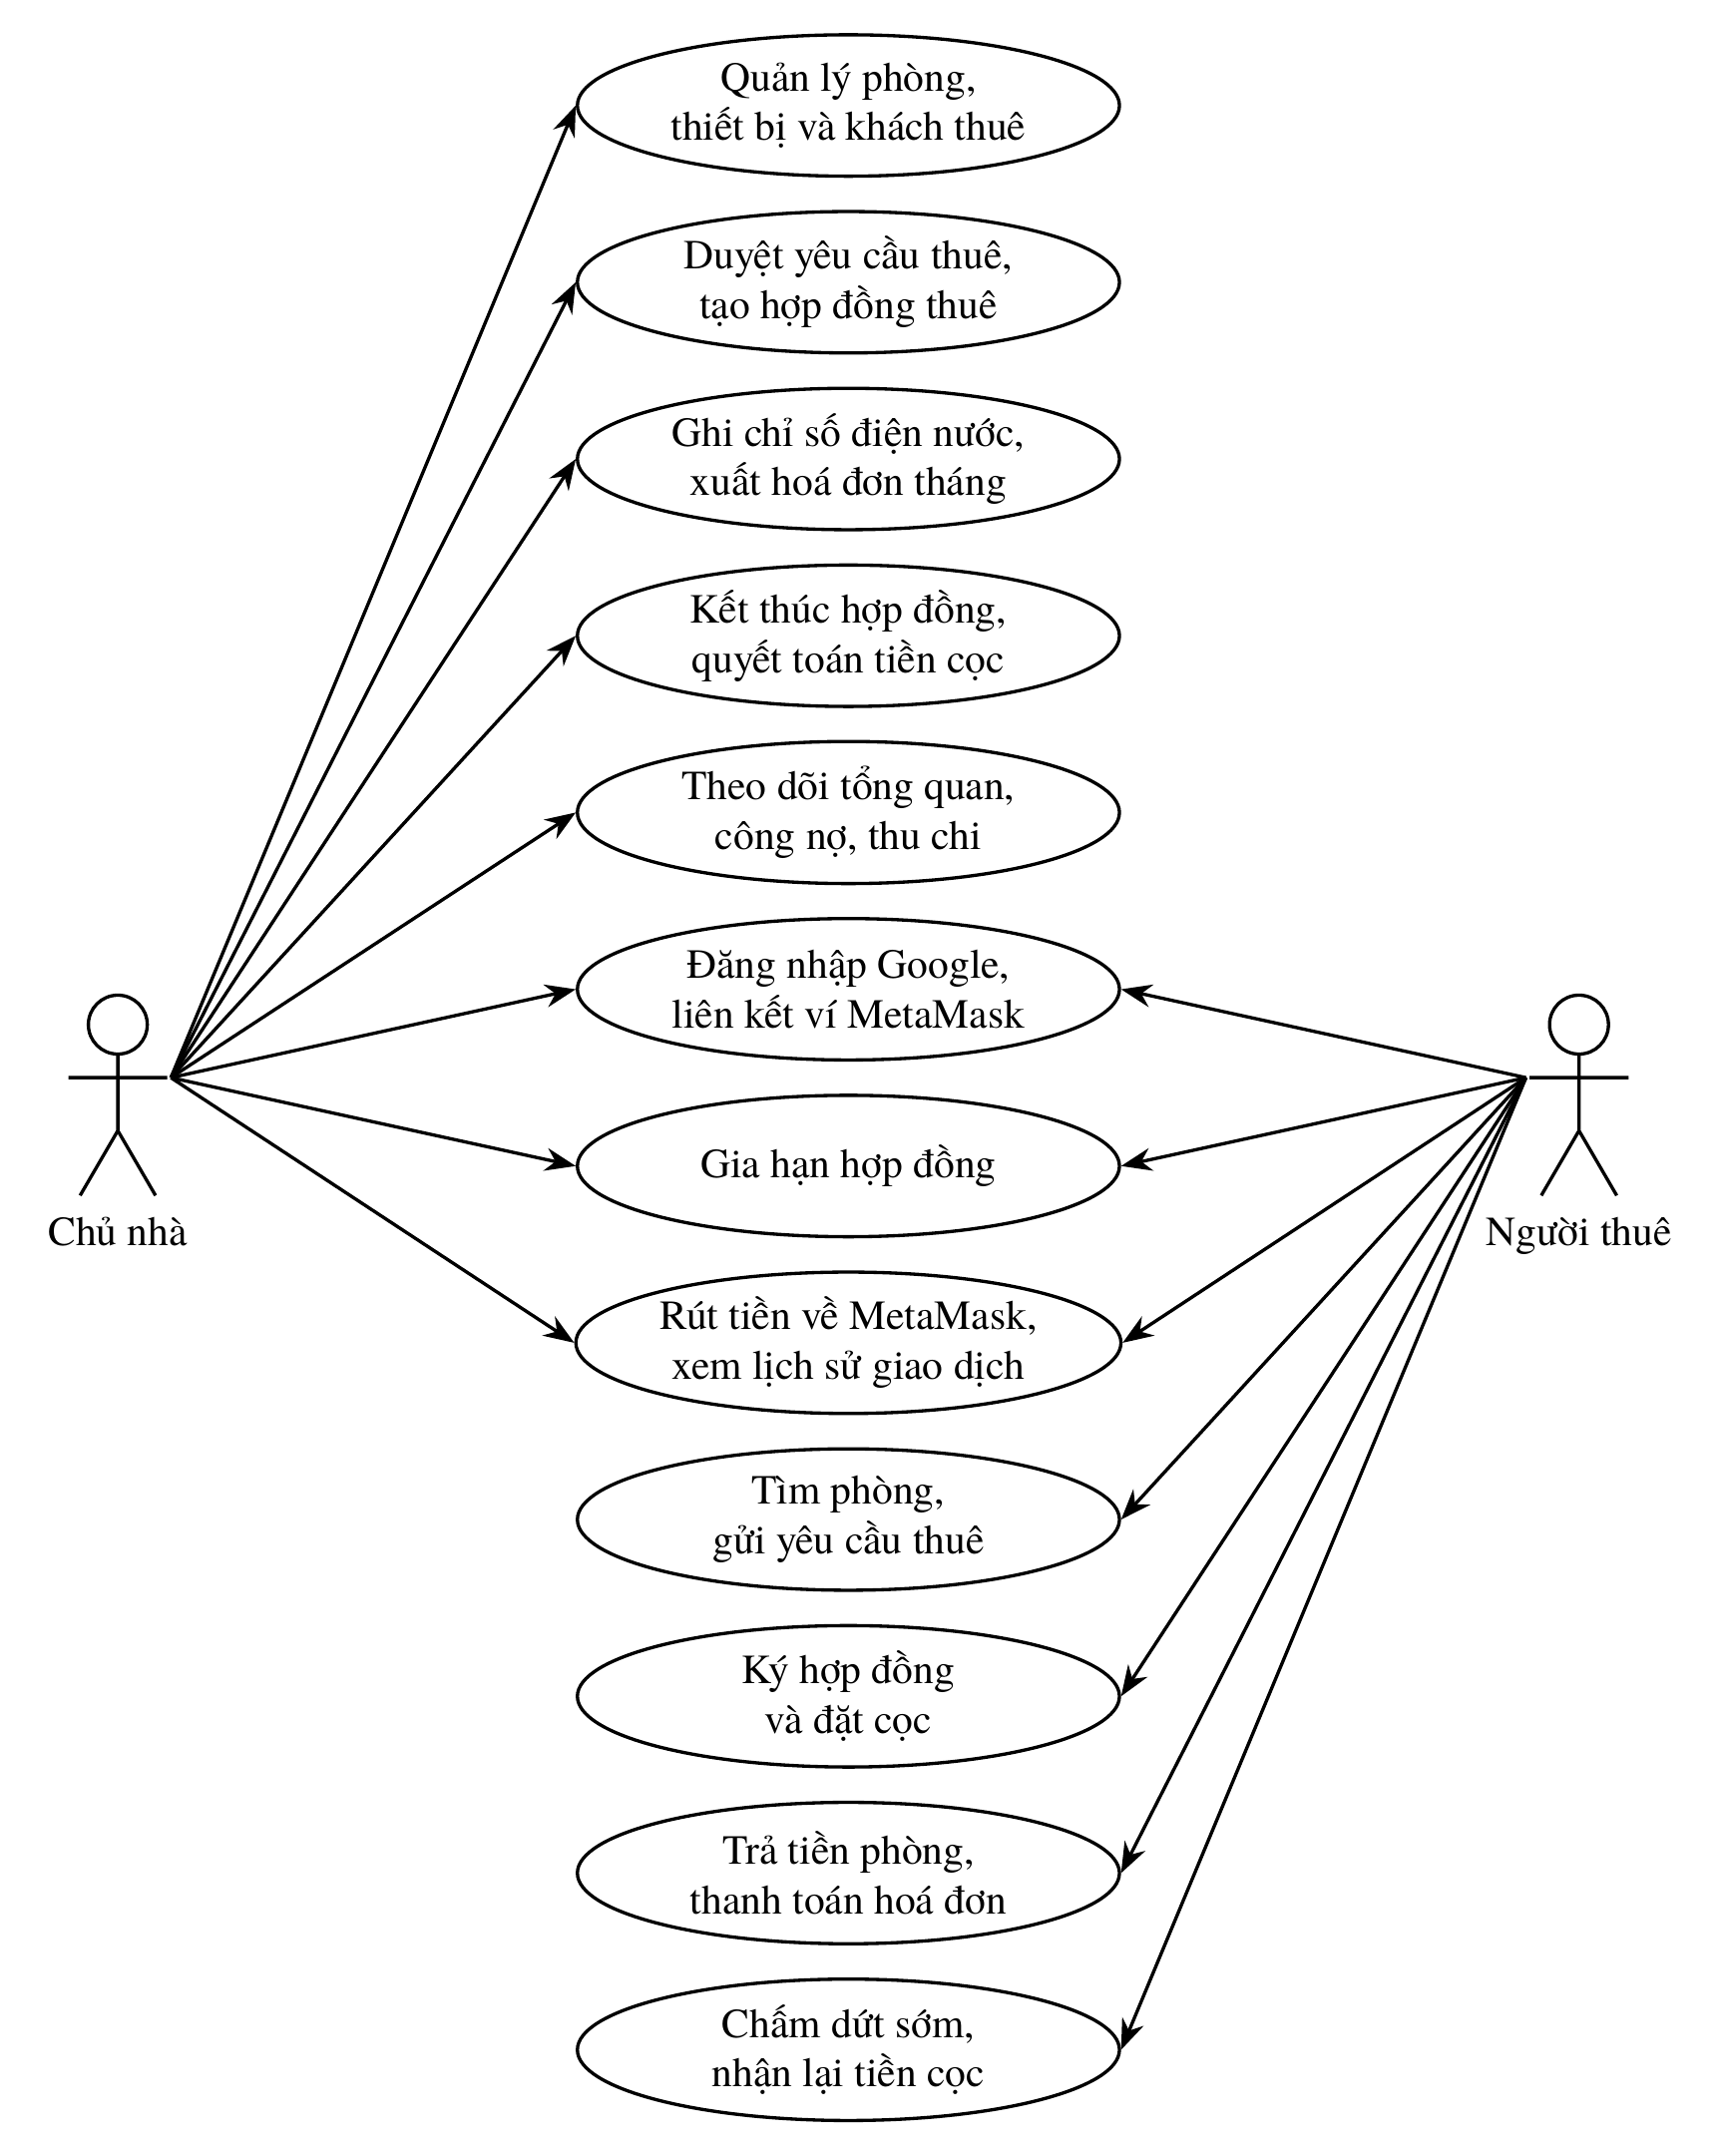 Quản lý phòng,
thiết bị và khách thuê
Duyệt yêu cầu thuê,
tạo hợp đồng thuê
Ghi chỉ số điện nước,
xuất hoá đơn tháng
Kết thúc hợp đồng,
quyết toán tiền cọc
Theo dõi tổng quan,
công nợ, thu chi
Đăng nhập Google,
liên kết ví MetaMask
Gia hạn hợp đồng
Chủ nhà
Người thuê
Rút tiền về MetaMask,
xem lịch sử giao dịch
Tìm phòng,
gửi yêu cầu thuê
Ký hợp đồng
và đặt cọc
Trả tiền phòng,
thanh toán hoá đơn
Chấm dứt sớm,
nhận lại tiền cọc